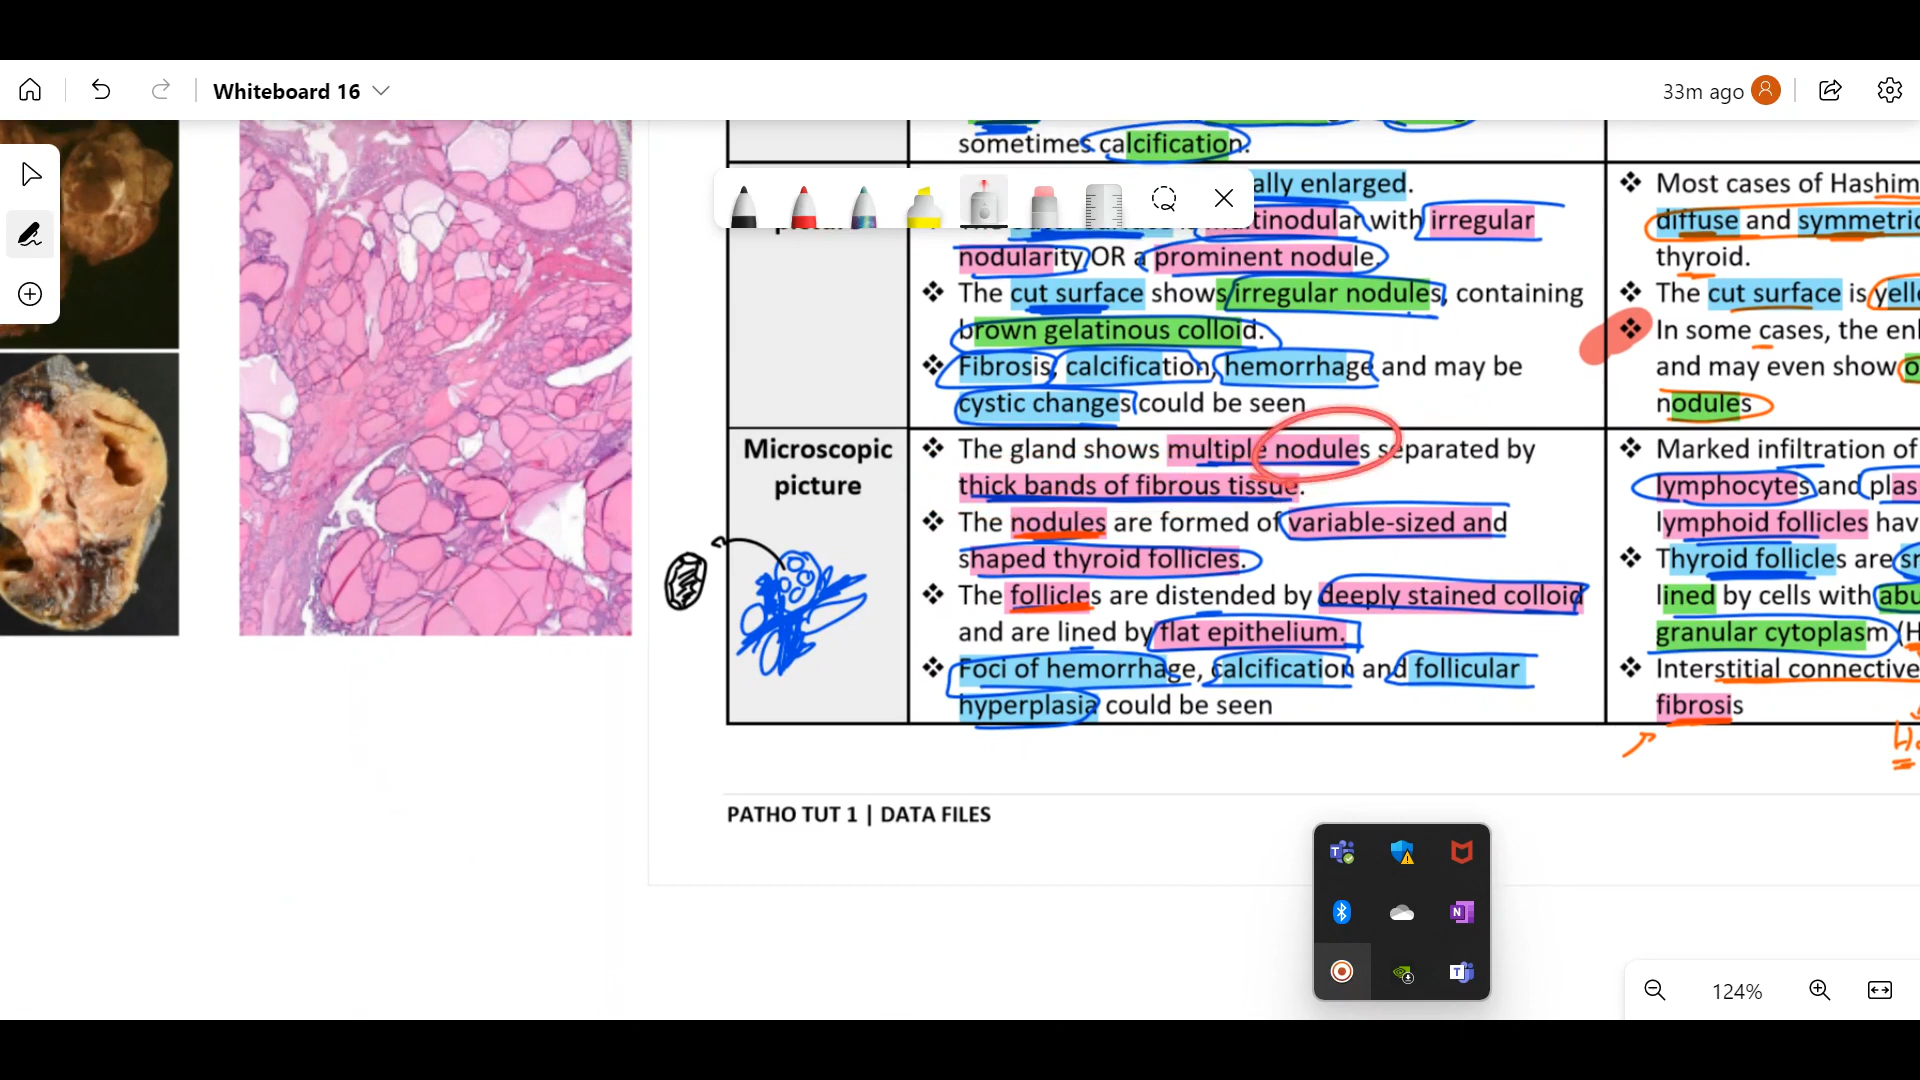 Whiteboard 16
33m ago
sometimes calcification.
ally enlarged.
with irregular
nodularity OR a prominent nodule.
The cut surface shows irregular nodules, containing
brown gelatinous colloid.
Fibrosis, calcification, hemorrhage and may be
cystic changes could be seen
Most cases of Hashim
diffuse and symmetric
thyroid.
The cut surface is yell
In some cases, the enl
and may even show o
nodules
Microscopic
picture
The gland shows multiple nodules separated by
thick bands of fibrous tissue.
The nodules are formed of variable-sized and
shaped thyroid follicles.
The follicles are distended by deeply stained colloid
and are lined by flat epithelium.
Foci of hemorrhage, calcification and follicular
hyperplasia could be seen
Marked infiltration of
lymphocytes and plas
lymphoid follicles hav
Thyroid follicles are sm
lined by cells with abu
granular cytoplasm (H
Interstitial connective
fibrosis
PATHO TUT 1 | DATA FILES
124%